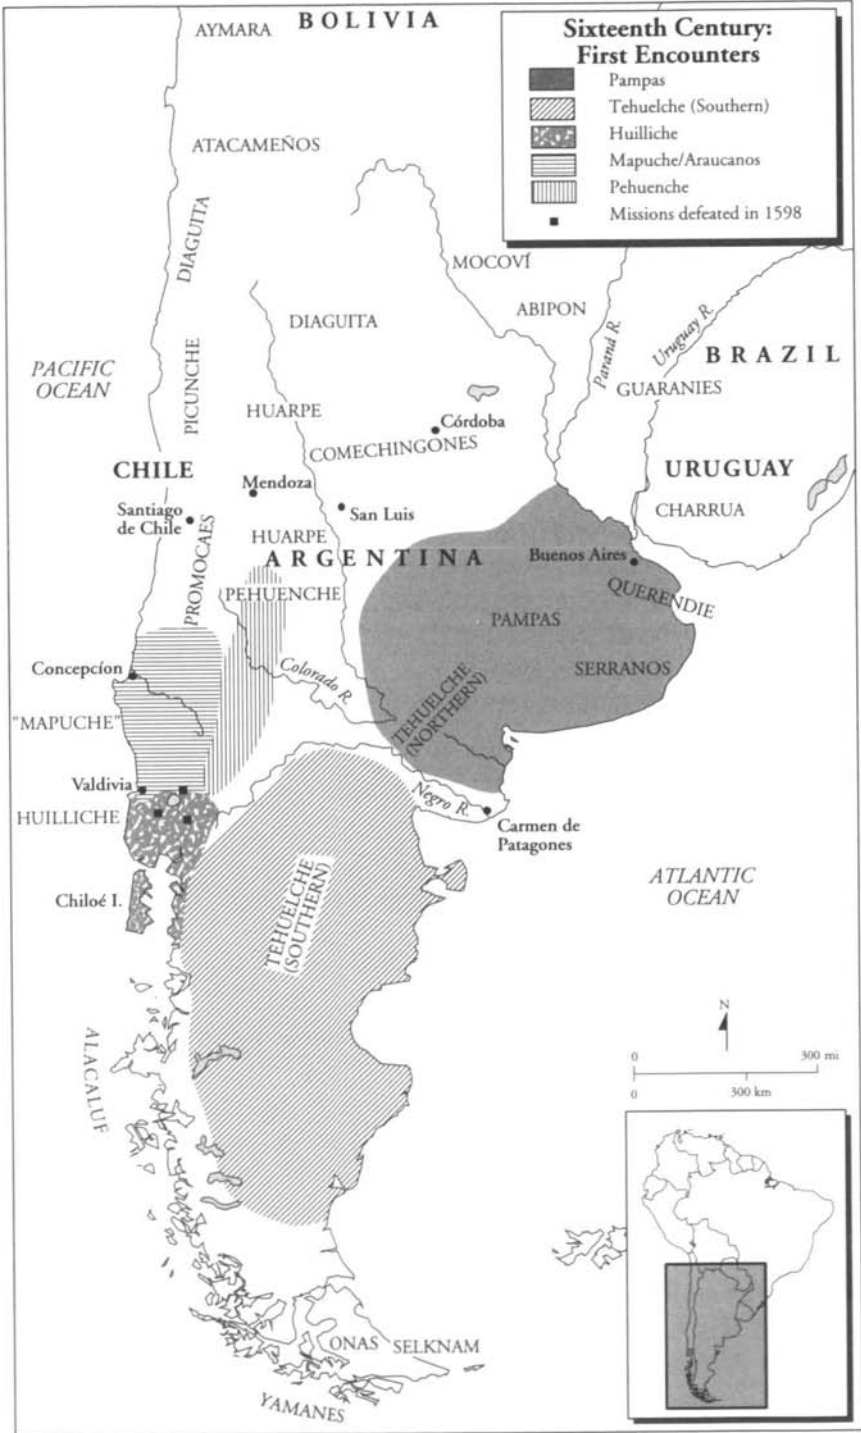 BOLIVIA
AYMARA
Sixteenth Century:
First Encounters
Pampas
Tehuelche (Southern)
Huilliche
Mapuche/Araucanos
Pehuenche
Missions defeated in 1598
ATACAMEÑOS
DIAGUITA
MOCOVÍ
ABIPON
DIAGUITA
Parand R.
Uruguay R.
BRAZIL
PACIFIC
OCEAN
PICUNCHE
GUARANIES
HUARPE
Córdoba
COMECHINGONES
CHILE
URUGUAY
Mendoza
San Luis
Santiago
de Chile
CHARRUA
HUARPE
ARGENTINA
Buenos Aires
PROMOCAES
PEHUENCHE
QUERENDIE
PAMPAS
Concepcíon
Colorado R.
SERRANOS
TEHUELCHE
(NORTHERN)
"MAPUCHE"
Valdivia
Negro R.
HUILLICHE
Carmen de
Patagones
Chiloé I.
TEHUELCHE
(SOUTHERN)
ATLANTIC
OCEAN
ALACALUF
N
0
300 mi
0
300 km
ONAS
SELKNAM
YAMANES